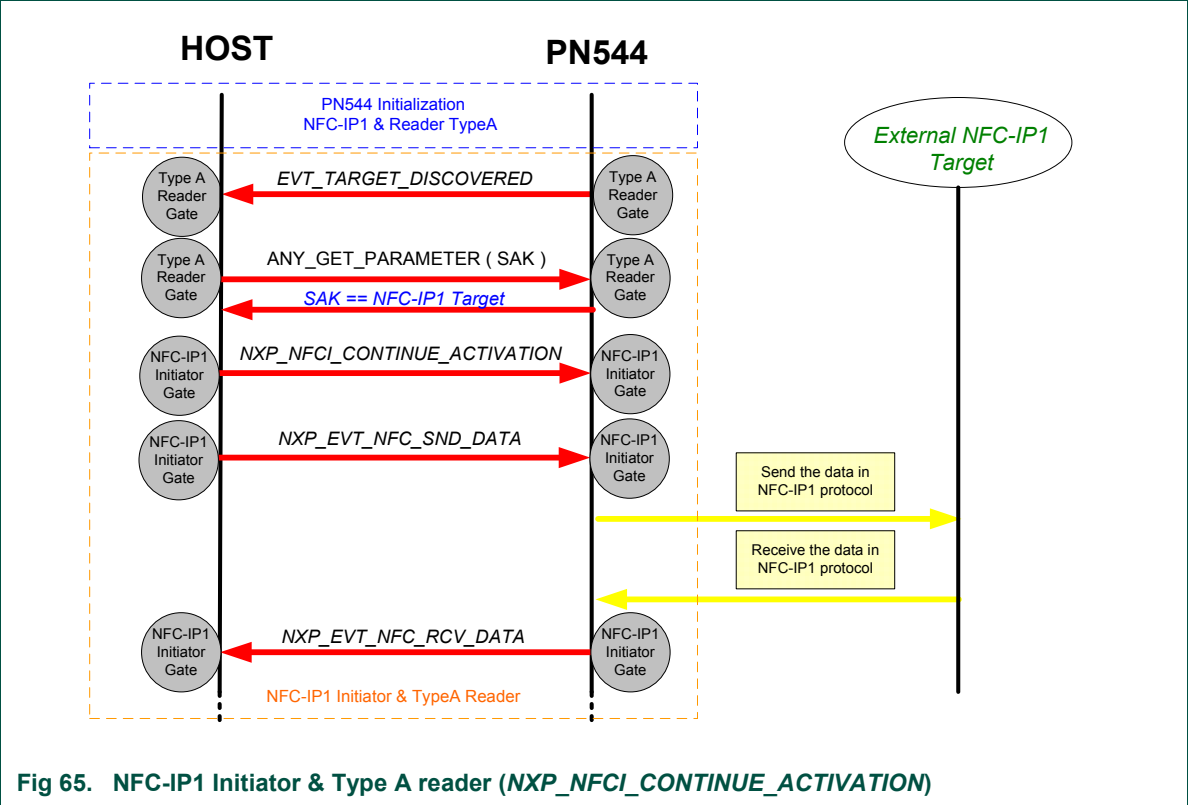 HOST
PN544
PN544 Initialization
NFC-IP1 & Reader TypeA
External NFC-IP1
Target
Type A
Reader
Gate
EVT_TARGET_DISCOVERED
Type A
Reader
Gate
Type A
Reader
Gate
ANY_GET_PARAMETER ( SAK )
SAK == NFC-IP1 Target
Type A
Reader
Gate
NFC-IP1
Initiator
Gate
NXP_NFCI_CONTINUE_ACTIVATION
NFC-IP1
Initiator
Gate
NFC-IP1
Initiator
Gate
NXP_EVT_NFC_SND_DATA
NFC-IP1
Initiator
Gate
Send the data in
NFC-IP1 protocol
Receive the data in
NFC-IP1 protocol
NFC-IP1
Initiator
Gate
NXP_EVT_NFC_RCV_DATA
NFC-IP1
Initiator
Gate
NFC-IP1 Initiator & TypeA Reader
Fig 65. NFC-IP1 Initiator & Type A reader (NXP_NFCI_CONTINUE_ACTIVATION)